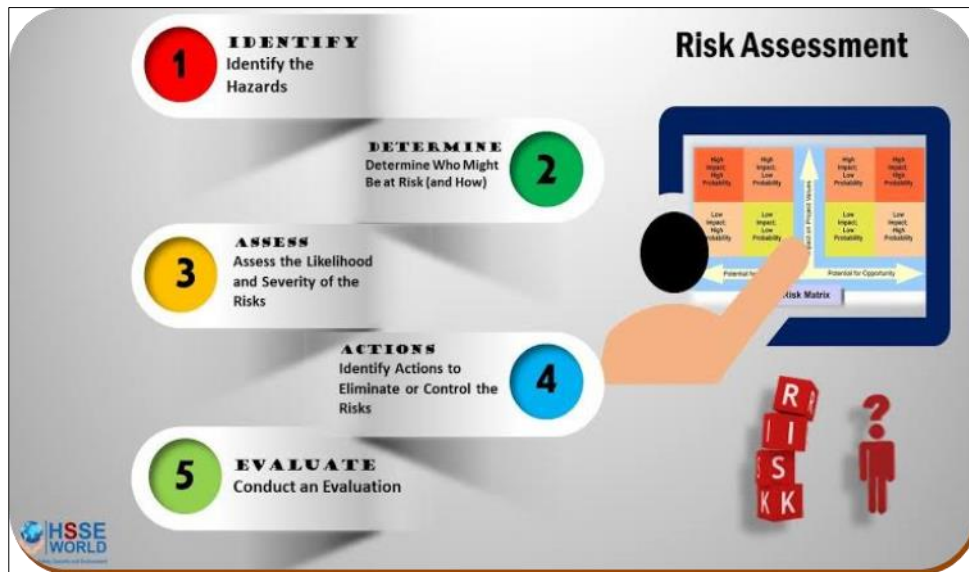 Risk Assessment
1
IDENTIFY
Identify the
Hazards
2
DETERMINE
Determine Who Might
Be at Risk (and How)
3
ASSESS
Assess the Likelihood
and Severity of the
Risks
4
ACTIONS
Identify Actions to
Eliminate or Control the
Risks
5
EVALUATE
Conduct an Evaluation
High
Impact;
High
Probability
High
Impact;
Low
Probability
High
Impact;
Low
Probability
High
Impact;
High
Probability
Low
Impact;
High
Probability
Low
Impact;
Low
Probability
Low
Impact;
Low
Probability
Low
Impact;
High
Probability
on Project Values
Potential
Potential for Opportunity
Risk Matrix
R
I
S
K
K
?
HSSE
WORLD